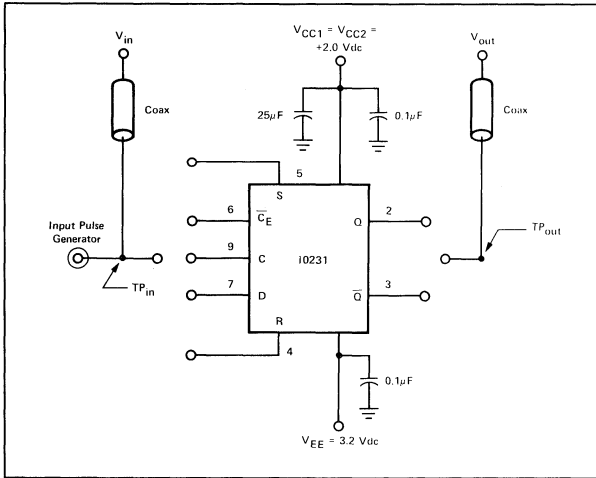 V_CC1 = V_CC2 =
+2.0 Vdc
V_in
V_out
Coax
25µF
0.1µF
Coax
5
S
6
C̅_E
Q
2
Input Pulse
Generator
9
C
i0231
TP_out
TP_in
7
D
Q̅
3
R
4
0.1µF
V_EE = 3.2 Vdc